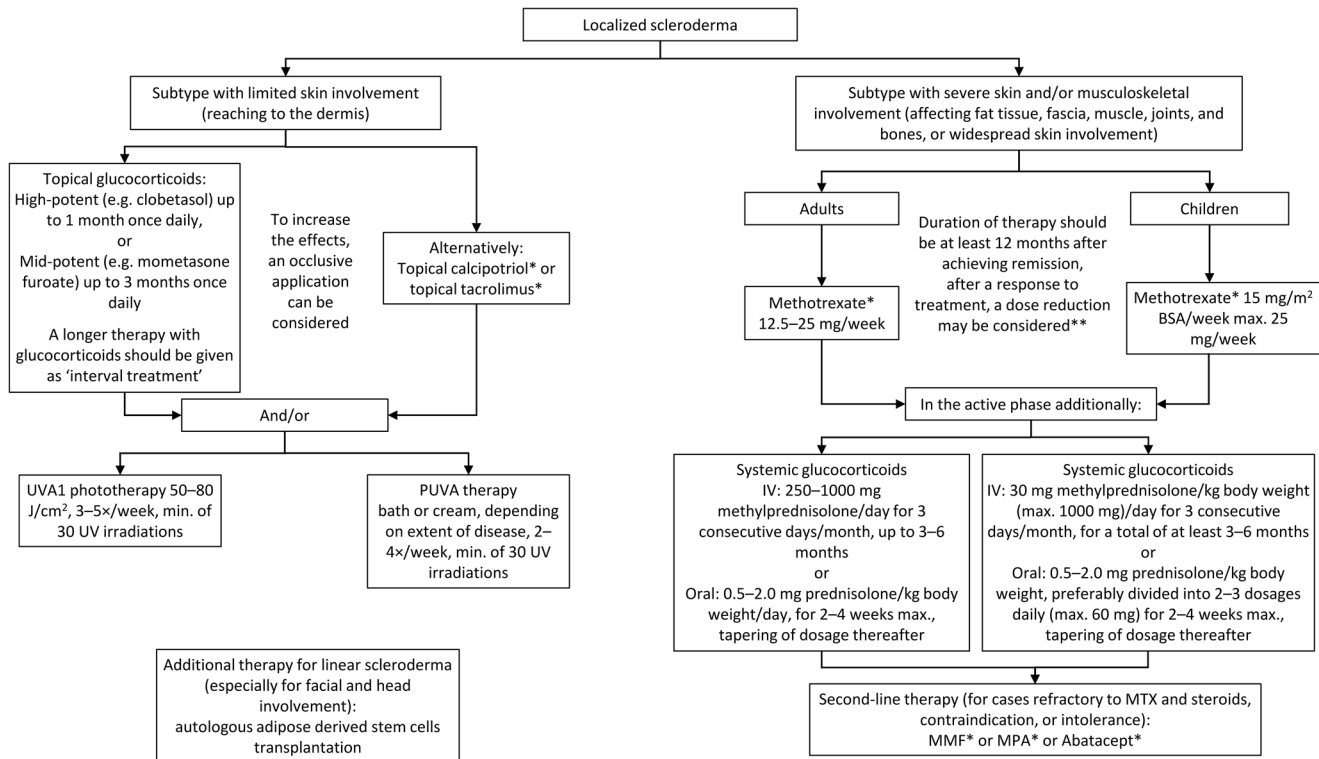 Localized scleroderma
Subtype with limited skin involvement
(reaching to the dermis)
Subtype with severe skin and/or musculoskeletal
involvement (affecting fat tissue, fascia, muscle, joints, and
bones, or widespread skin involvement)
Topical glucocorticoids:
High-potent (e.g. clobetasol) up
to 1 month once daily,
or
Mid-potent (e.g. mometasone
furoate) up to 3 months once
daily
A longer therapy with
glucocorticoids should be given
as ‘interval treatment’
To increase
the effects,
an occlusive
application
can be
considered
Alternatively:
Topical calcipotriol* or
topical tacrolimus*
And/or
UVA1 phototherapy 50–80
J/cm², 3–5×/week, min. of
30 UV irradiations
PUVA therapy
bath or cream, depending
on extent of disease, 2–
4×/week, min. of 30 UV
irradiations
Additional therapy for linear scleroderma
(especially for facial and head
involvement):
autologous adipose derived stem cells
transplantation
Adults
Children
Duration of therapy should
be at least 12 months after
achieving remission,
after a response to
treatment, a dose reduction
may be considered**
Methotrexate*
12.5–25 mg/week
Methotrexate* 15 mg/m²
BSA/week max. 25
mg/week
In the active phase additionally:
Systemic glucocorticoids
IV: 250–1000 mg
methylprednisolone/day for 3
consecutive days/month, up to 3–6
months
or
Oral: 0.5–2.0 mg prednisolone/kg body
weight/day, for 2–4 weeks max.,
tapering of dosage thereafter
Systemic glucocorticoids
IV: 30 mg methylprednisolone/kg body weight
(max. 1000 mg)/day for 3 consecutive
days/month, for a total of at least 3–6 months
or
Oral: 0.5–2.0 mg prednisolone/kg body
weight, preferably divided into 2–3 dosages
daily (max. 60 mg) for 2–4 weeks max.,
tapering of dosage thereafter
Second-line therapy (for cases refractory to MTX and steroids,
contraindication, or intolerance):
MMF* or MPA* or Abatacept*